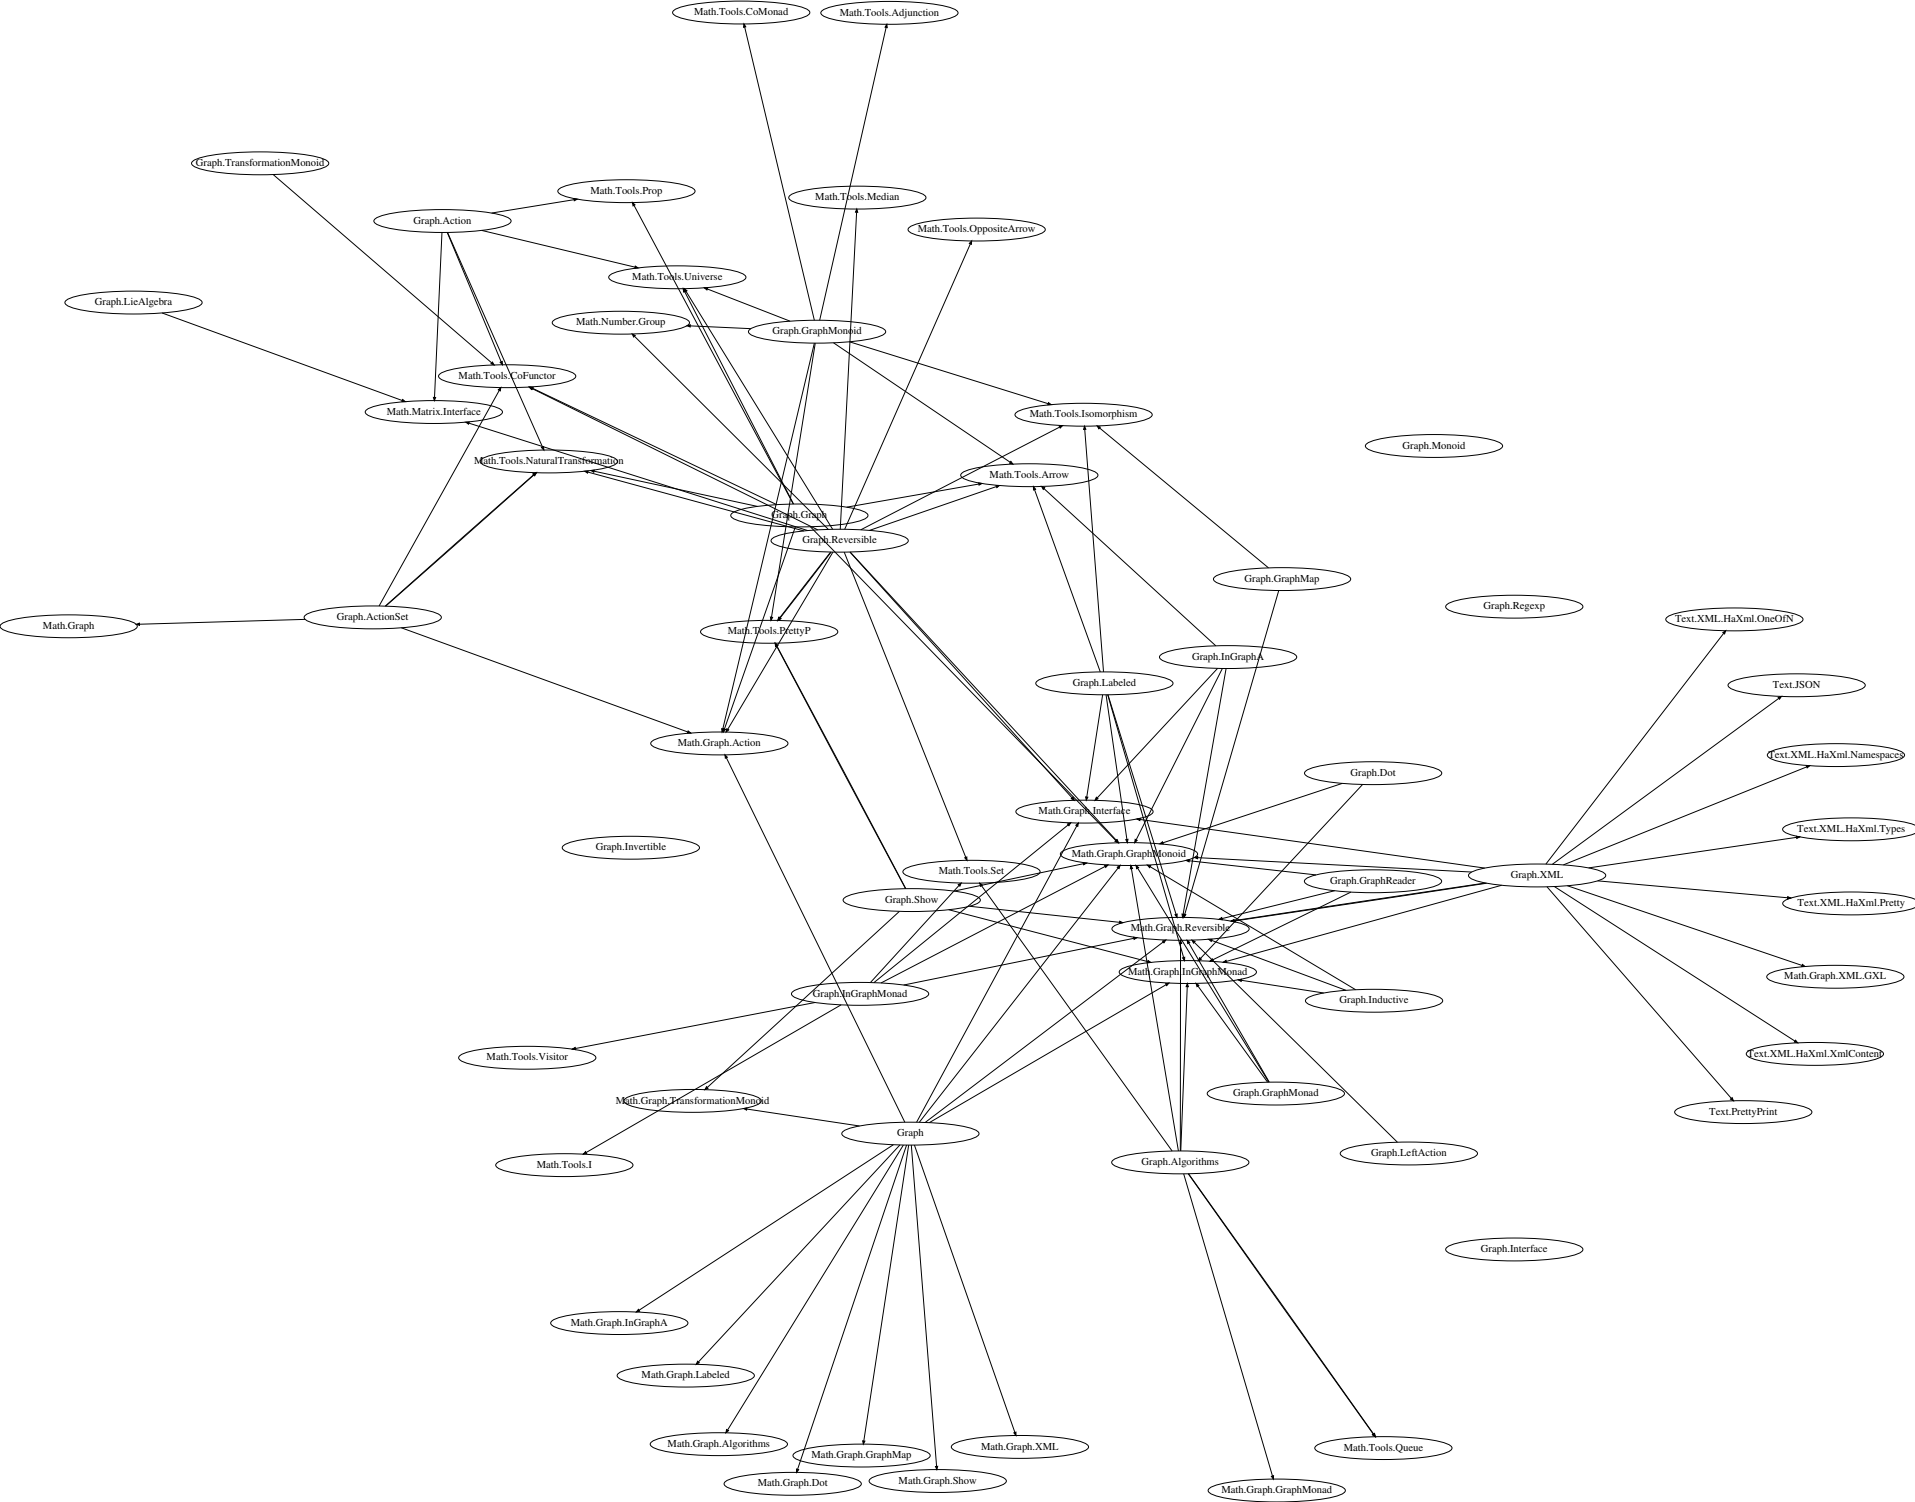 Math.Tools.CoMonad
Math.Tools.Adjunction
Graph.TransformationMonoid
Math.Tools.Prop
Math.Tools.Median
Graph.Action
Math.Tools.OppositeArrow
Math.Tools.Universe
Graph.LieAlgebra
Math.Number.Group
Graph.GraphMonoid
Math.Tools.CoFunctor
Math.Matrix.Interface
Math.Tools.Isomorphism
Graph.Monoid
Math.Tools.NaturalTransformation
Math.Tools.Arrow
Graph.Graph
Graph.Reversible
Graph.GraphMap
Graph.Regexp
Math.Graph
Graph.ActionSet
Math.Tools.PrettyP
Text.XML.HaXml.OneOfN
Graph.InGraphA
Graph.Labeled
Text.JSON
Math.Graph.Action
Text.XML.HaXml.Namespaces
Graph.Dot
Math.Graph.Interface
Text.XML.HaXml.Types
Graph.Invertible
Math.Graph.GraphMonoid
Math.Tools.Set
Graph.XML
Graph.GraphReader
Graph.Show
Text.XML.HaXml.Pretty
Math.Graph.Reversible
Math.Graph.InGraphMonad
Math.Graph.XML.GXL
Graph.InGraphMonad
Graph.Inductive
Math.Tools.Visitor
Text.XML.HaXml.XmlContent
Graph.GraphMonad
Math.Graph.TransformationMonoid
Text.PrettyPrint
Graph
Graph.LeftAction
Math.Tools.I
Graph.Algorithms
Graph.Interface
Math.Graph.InGraphA
Math.Graph.Labeled
Math.Graph.Algorithms
Math.Graph.XML
Math.Tools.Queue
Math.Graph.GraphMap
Math.Graph.Dot
Math.Graph.Show
Math.Graph.GraphMonad